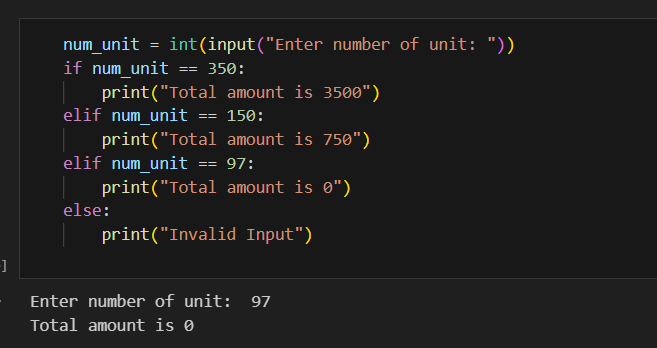 num_unit = int(input("Enter number of unit: "))
if num_unit == 350:
    print("Total amount is 3500")
elif num_unit == 150:
    print("Total amount is 750")
elif num_unit == 97:
    print("Total amount is 0")
else:
    print("Invalid Input")
]
Enter number of unit:  97
Total amount is 0